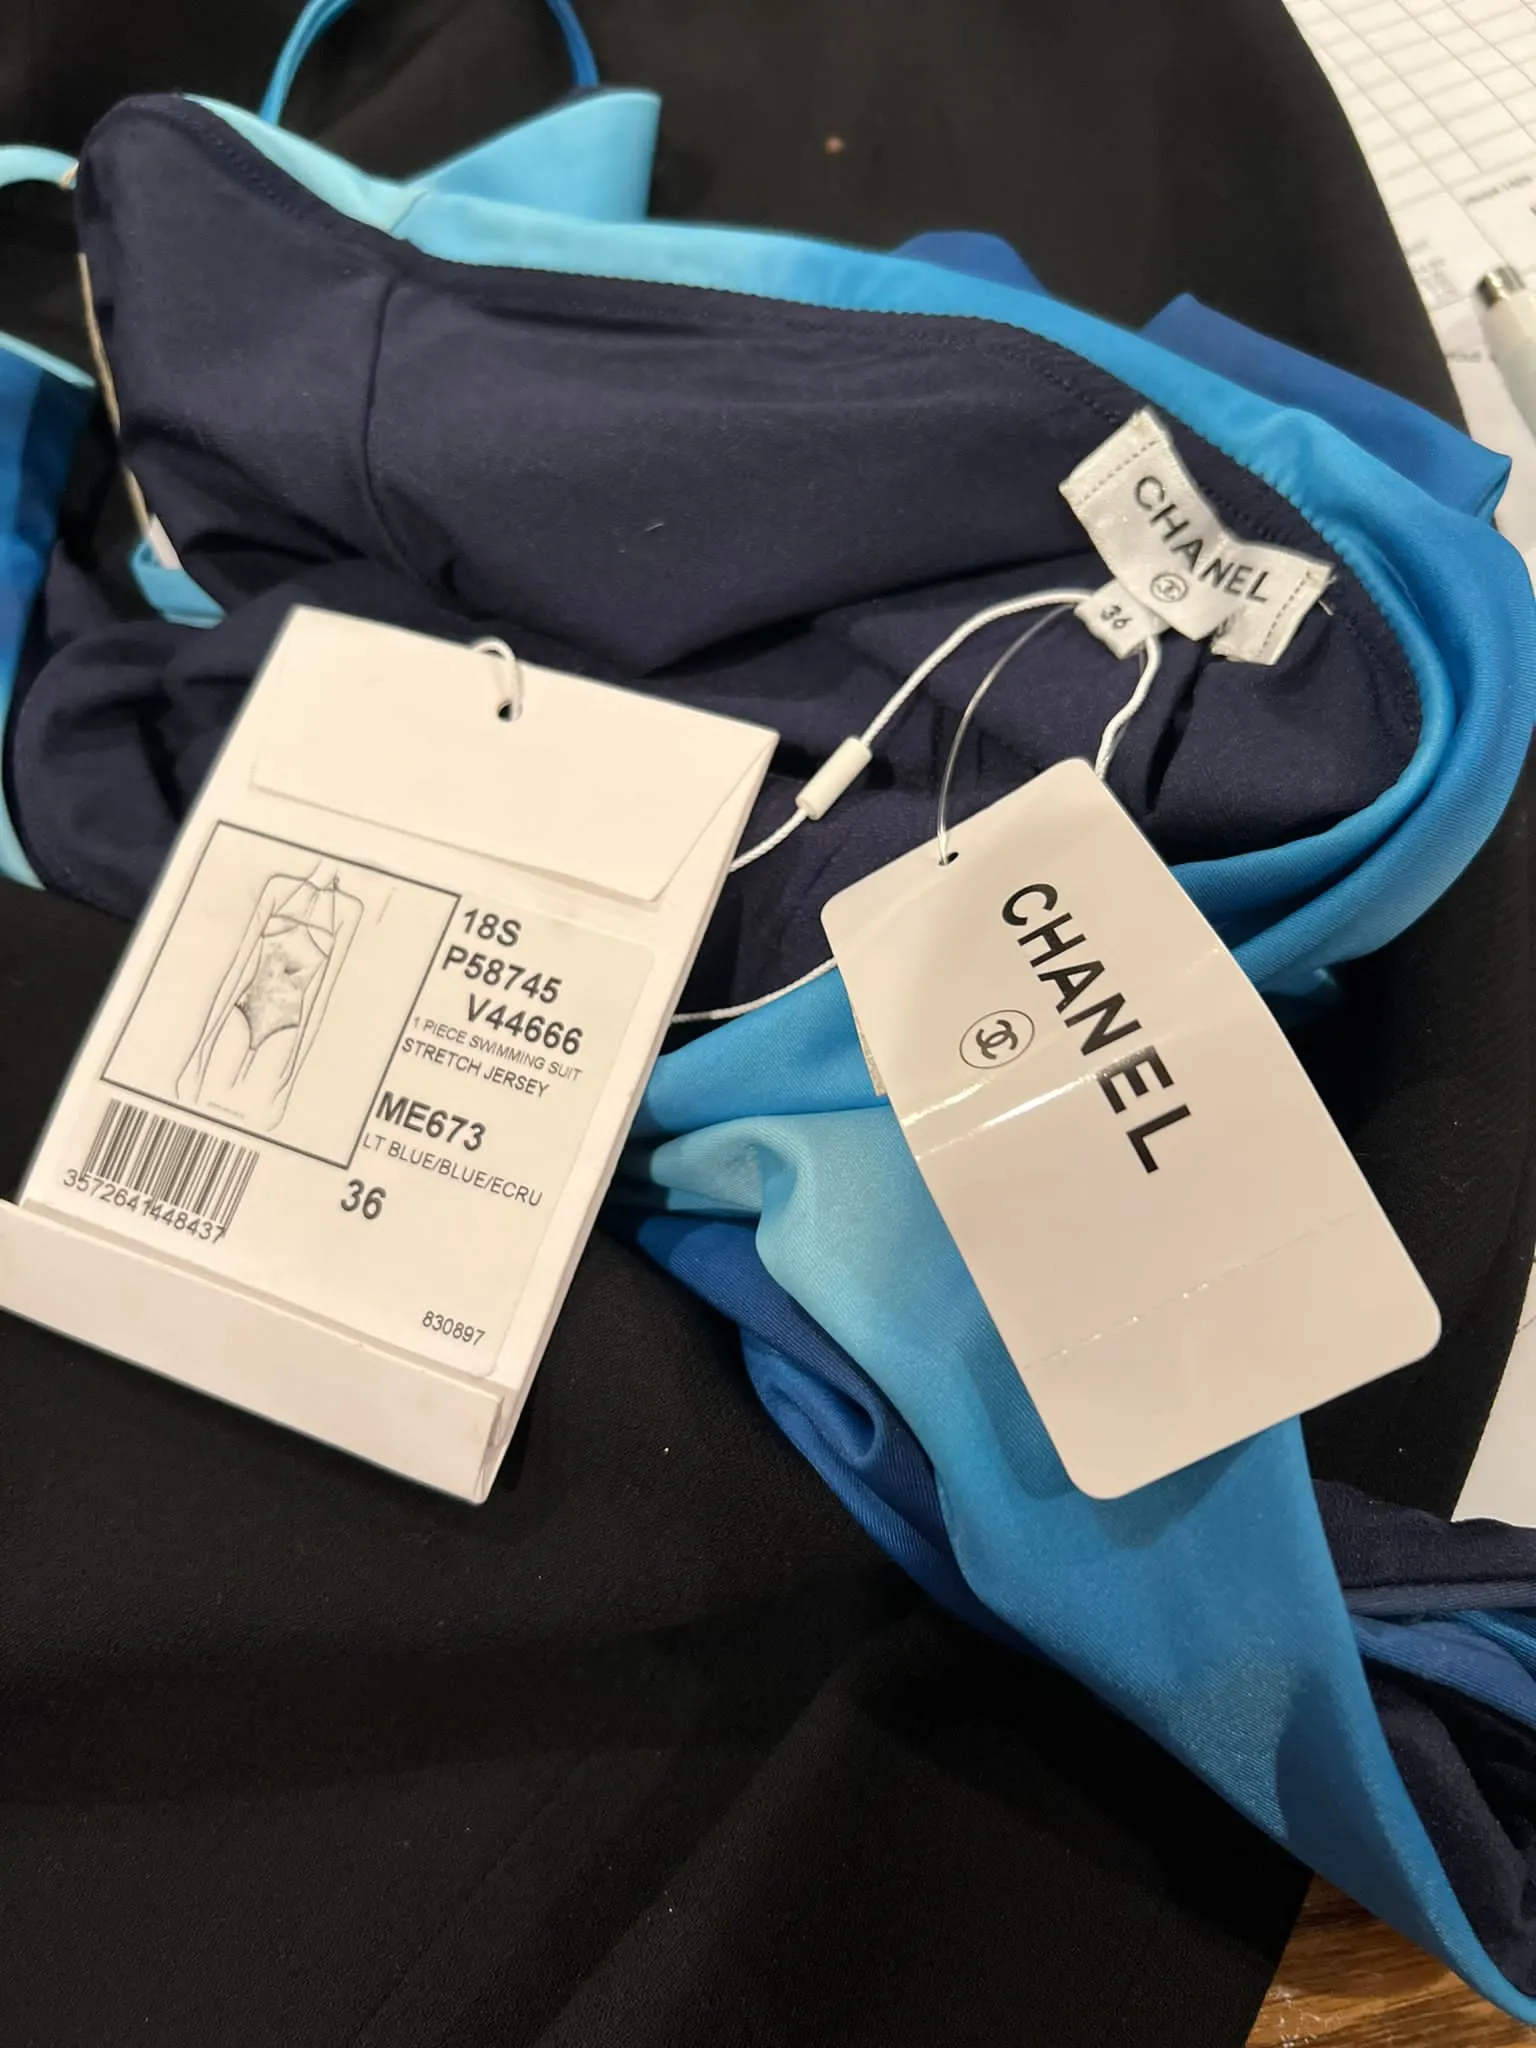 CHANEL
36
18S
P58745
V44666
1 PIECE SWIMMING SUIT
STRETCH JERSEY
ME673
LT BLUE/BLUE/ECRU
36
3572641448437
830897
CHANEL